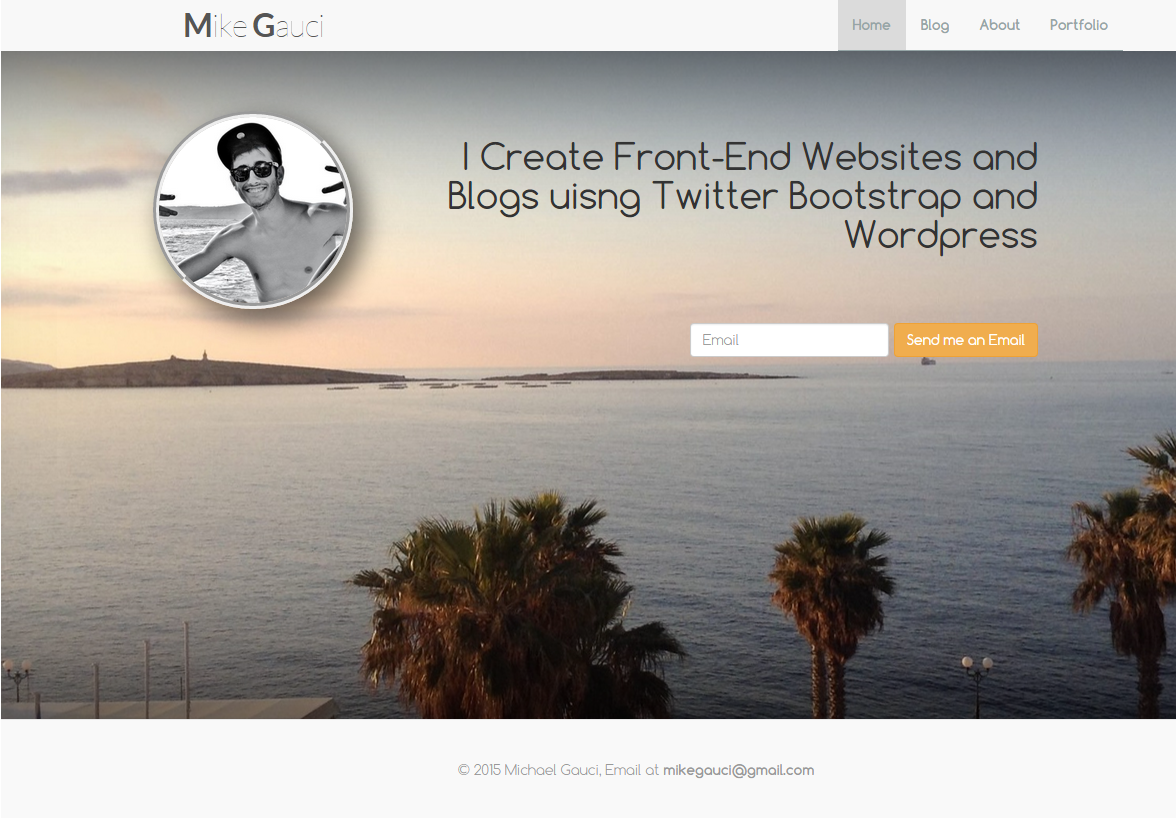 Mike Gauci
Home Blog About Portfolio
I Create Front-End Websites and
Blogs uisng Twitter Bootstrap and
Wordpress
Email Send me an Email
© 2015 Michael Gauci, Email at mikegauci@gmail.com